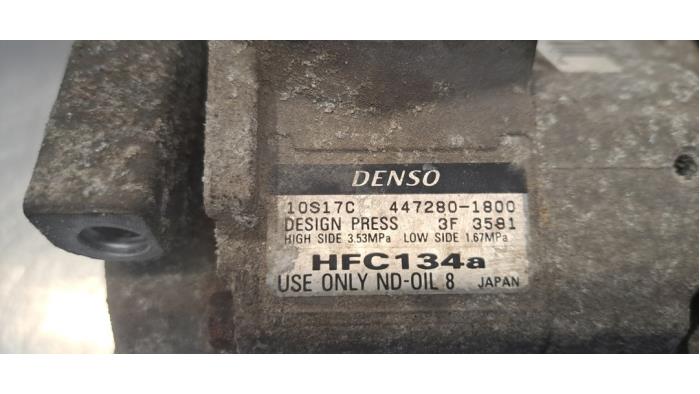 DENSO
10S17C 447280-1800
DESIGN PRESS 3F 3581
HIGH SIDE 3.53MPa LOW SIDE 1.67MPa
HFC134a
USE ONLY ND-OIL 8 JAPAN